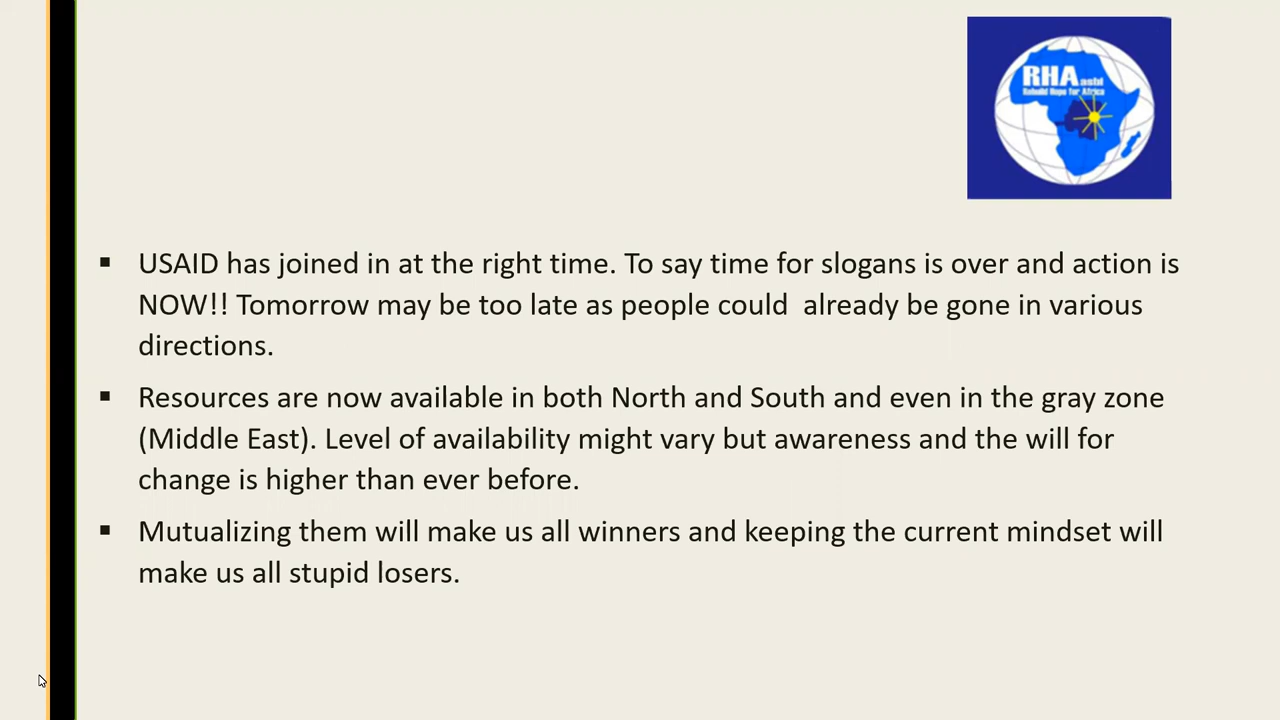 RHA asbl
Rebuild Hope for Africa
▪ USAID has joined in at the right time. To say time for slogans is over and action is
NOW!! Tomorrow may be too late as people could  already be gone in various
directions.
▪ Resources are now available in both North and South and even in the gray zone
(Middle East). Level of availability might vary but awareness and the will for
change is higher than ever before.
▪ Mutualizing them will make us all winners and keeping the current mindset will
make us all stupid losers.